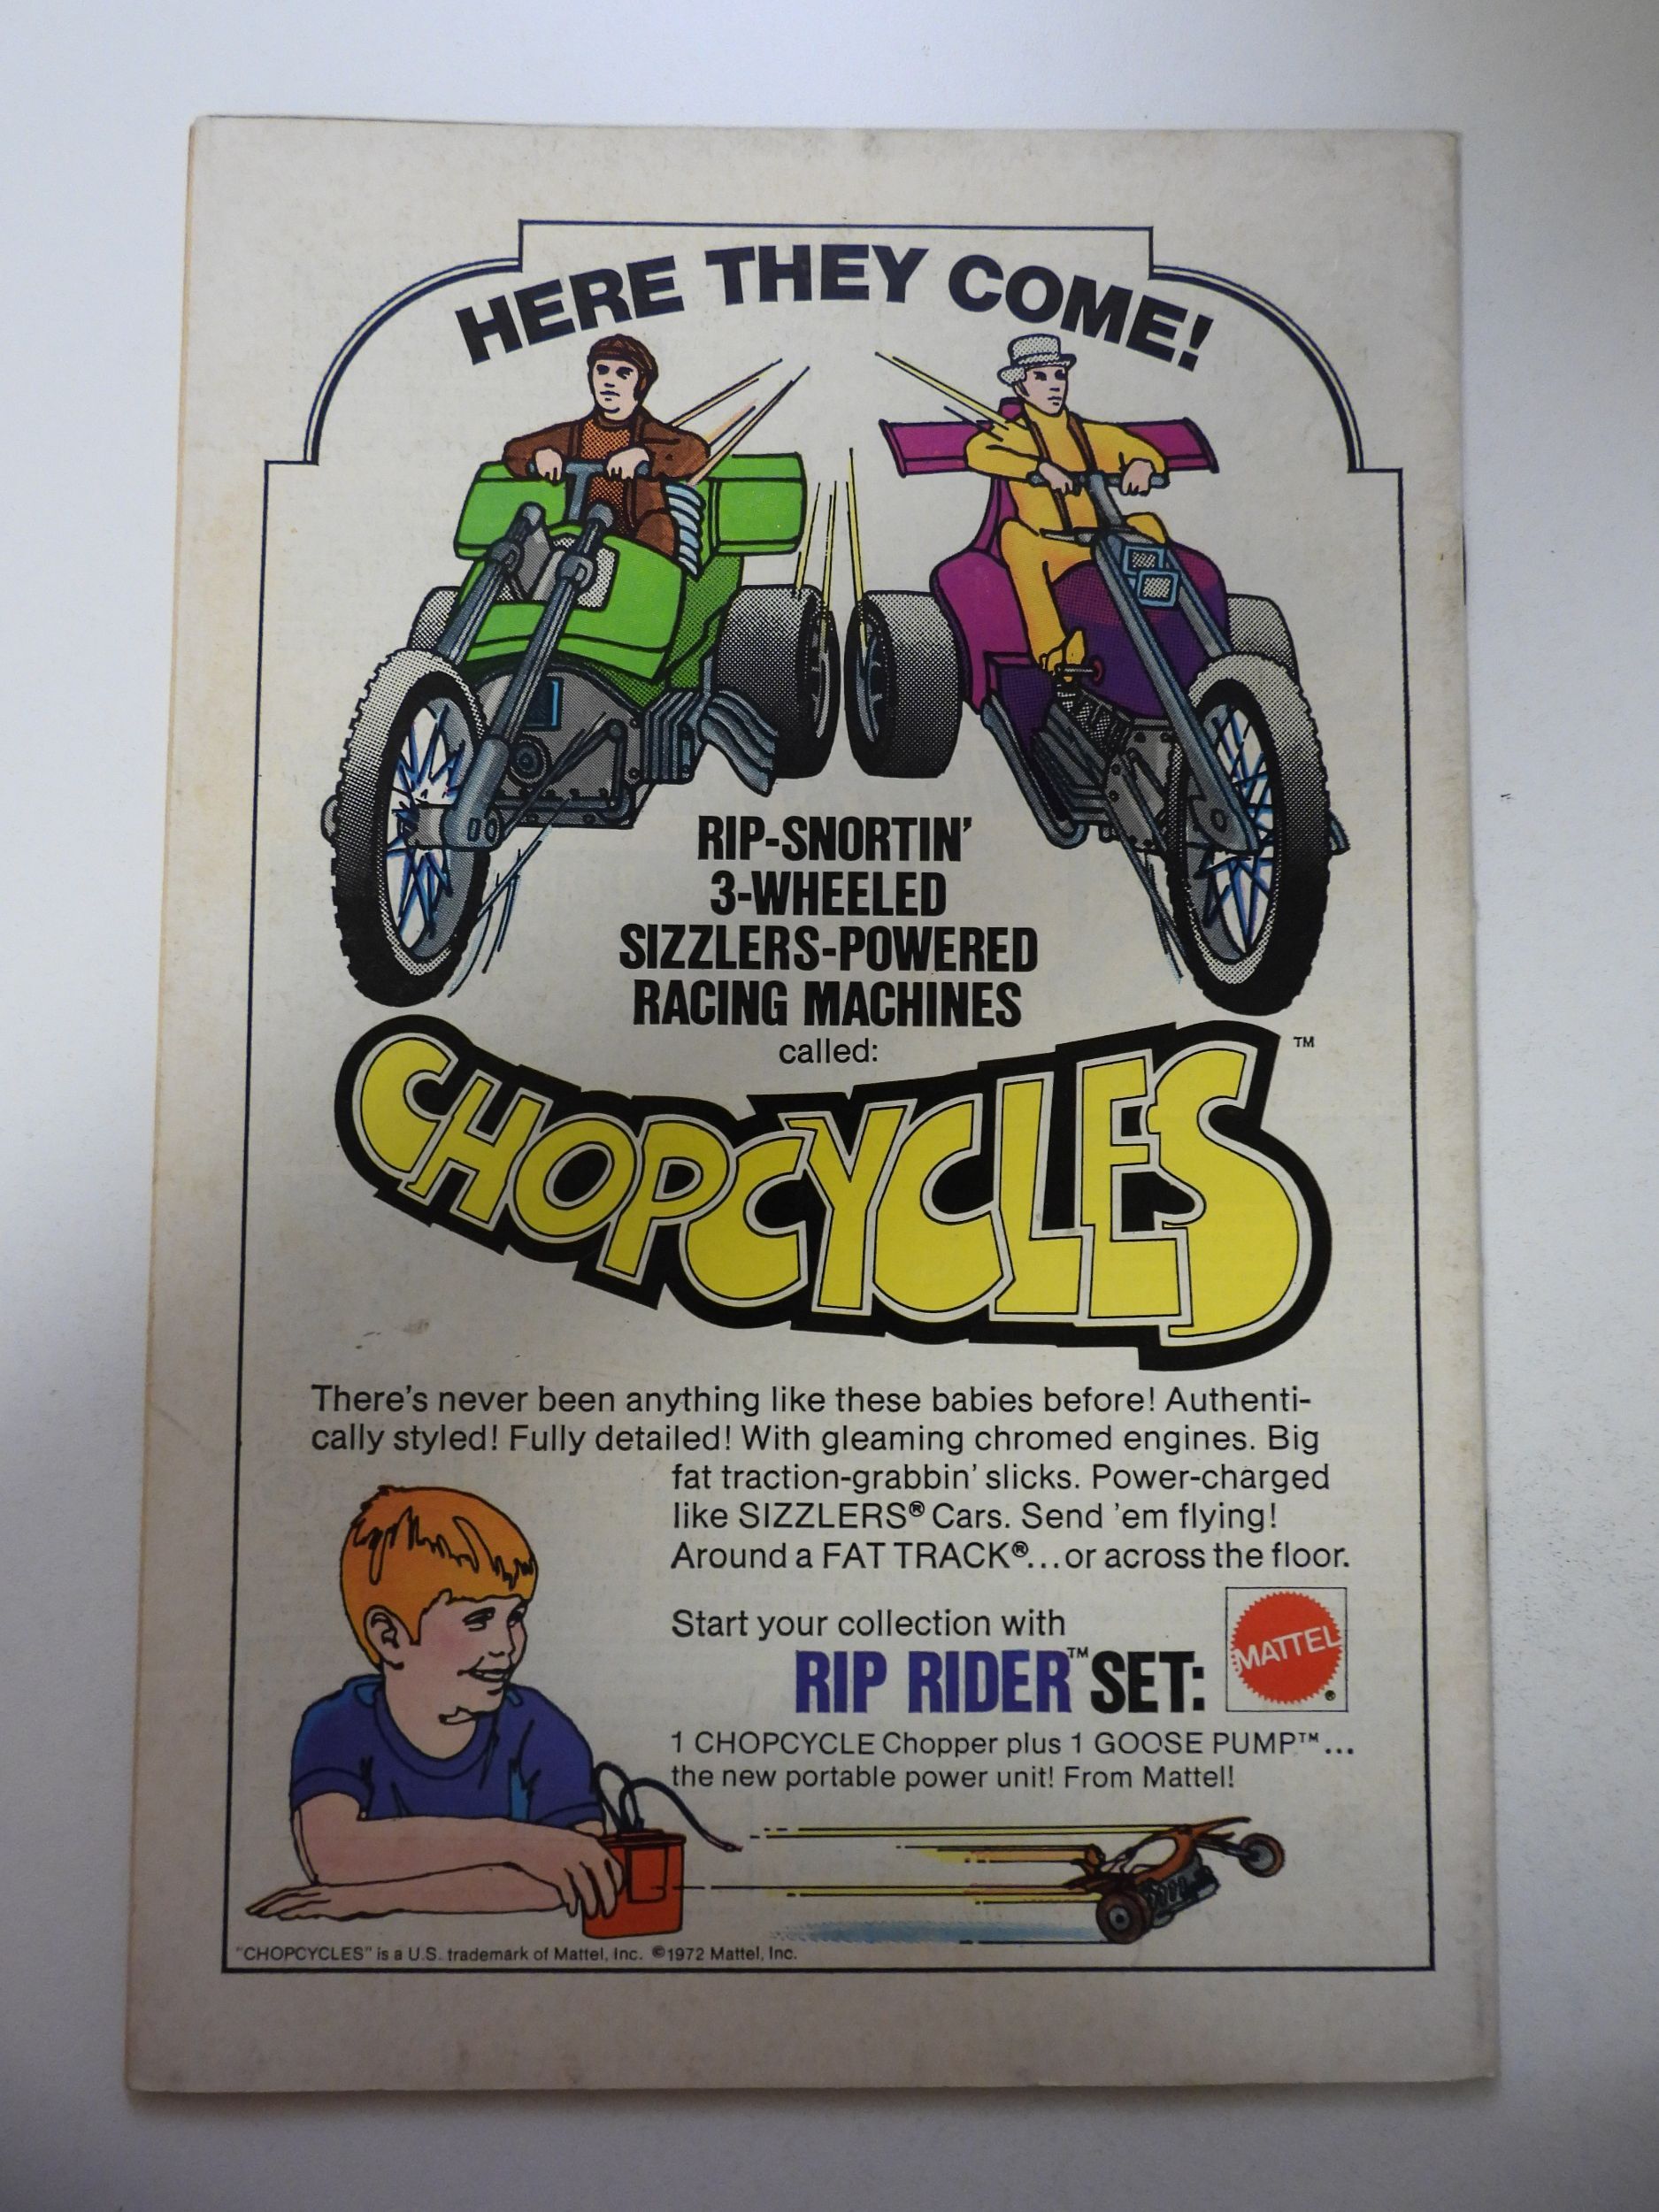 HERE THEY COME!
RIP-SNORTIN'
3-WHEELED
SIZZLERS-POWERED
RACING MACHINES
called:
CHOPCYCLES™
There's never been anything like these babies before! Authenti-
cally styled! Fully detailed! With gleaming chromed engines. Big
fat traction-grabbin' slicks. Power-charged
like SIZZLERS® Cars. Send 'em flying!
Around a FAT TRACK®...or across the floor.
Start your collection with
RIP RIDER™ SET:
MATTEL®
1 CHOPCYCLE Chopper plus 1 GOOSE PUMP™...
the new portable power unit! From Mattel!
"CHOPCYCLES" is a U.S. trademark of Mattel, Inc. ©1972 Mattel, Inc.